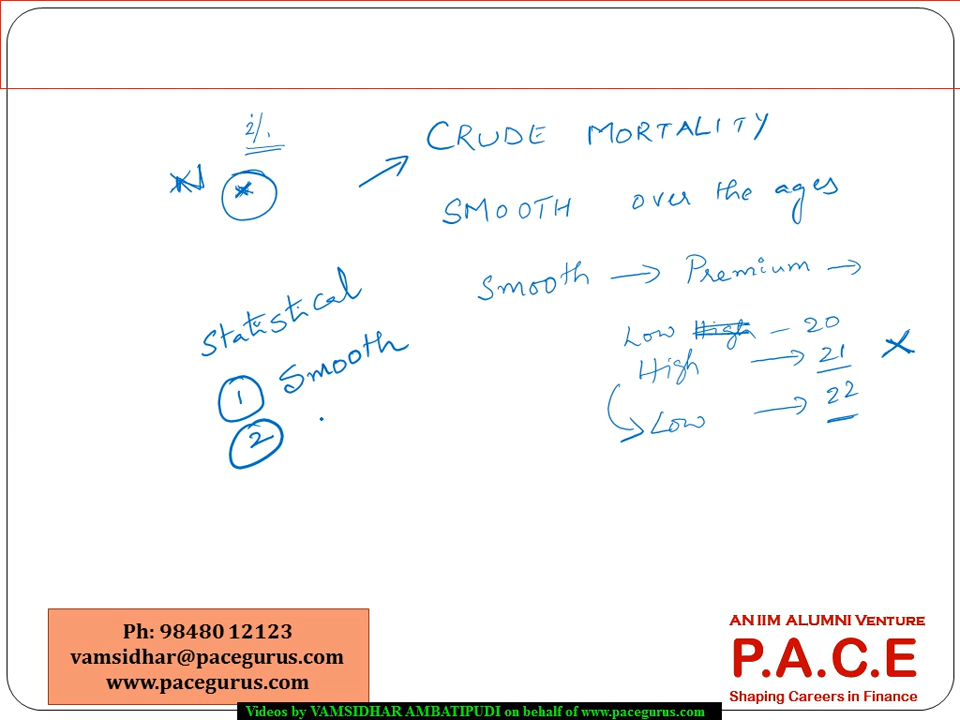 2%
CRUDE MORTALITY
SMOOTH over the ages
Smooth → Premium →
Low High - 20
High → 21
Low → 22
Statistical
① Smooth
②
Ph: 98480 12123
vamsidhar@pacegurus.com
www.pacegurus.com
AN IIM ALUMNI VENTURE
P.A.C.E
Shaping Careers in Finance
Videos by VAMSIDHAR AMBATIPUDI on behalf of www.pacegurus.com